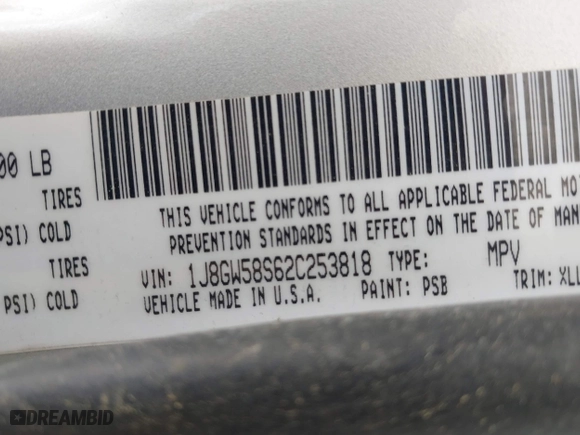 00 LB
TIRES
PSI) COLD
TIRES
PSI) COLD
THIS VEHICLE CONFORMS TO ALL APPLICABLE FEDERAL MO
PREVENTION STANDARDS IN EFFECT ON THE DATE OF MAN
VIN: 1J8GW58S62C253818 TYPE: MPV
VEHICLE MADE IN U.S.A. PAINT: PSB TRIM: XLL
DREAMBID